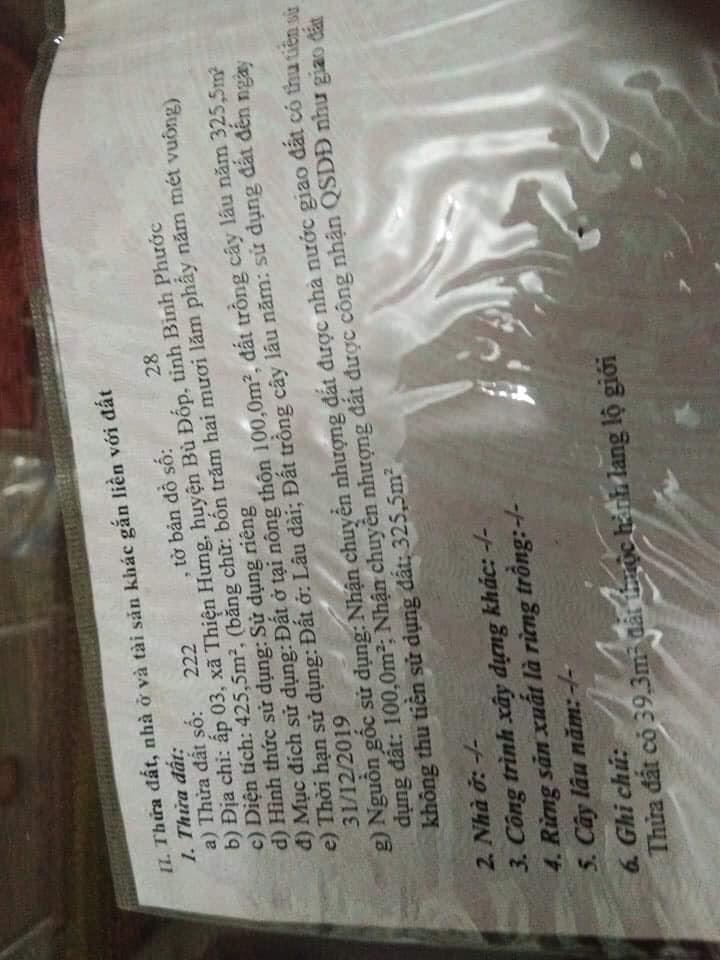 II. Thửa đất, nhà ở và tài sản khác gắn liền với đất
1. Thửa đất:
a) Thửa đất số: 222 , tờ bản đồ số: 28
b) Địa chỉ: ấp 03, xã Thiện Hưng, huyện Bù Đốp, tỉnh Bình Phước
c) Diện tích: 425,5m², (bằng chữ: bốn trăm hai mươi lăm phẩy năm mét vuông)
d) Hình thức sử dụng: Sử dụng riêng
đ) Mục đích sử dụng: Đất ở tại nông thôn 100,0m², đất trồng cây lâu năm 325,5m²
e) Thời hạn sử dụng: Đất ở: Lâu dài; Đất trồng cây lâu năm: sử dụng đất đến ngày
31/12/2019
g) Nguồn gốc sử dụng: Nhận chuyển nhượng đất được nhà nước giao đất có thu tiền sử
dụng đất: 100,0m²; Nhận chuyển nhượng đất được công nhận QSDĐ như giao đất
không thu tiền sử dụng đất: 325,5m²
2. Nhà ở: -/-
3. Công trình xây dựng khác: -/-
4. Rừng sản xuất là rừng trồng: -/-
5. Cây lâu năm: -/-
6. Ghi chú:
Thửa đất có 39,3m² đất thuộc hành lang lộ giới